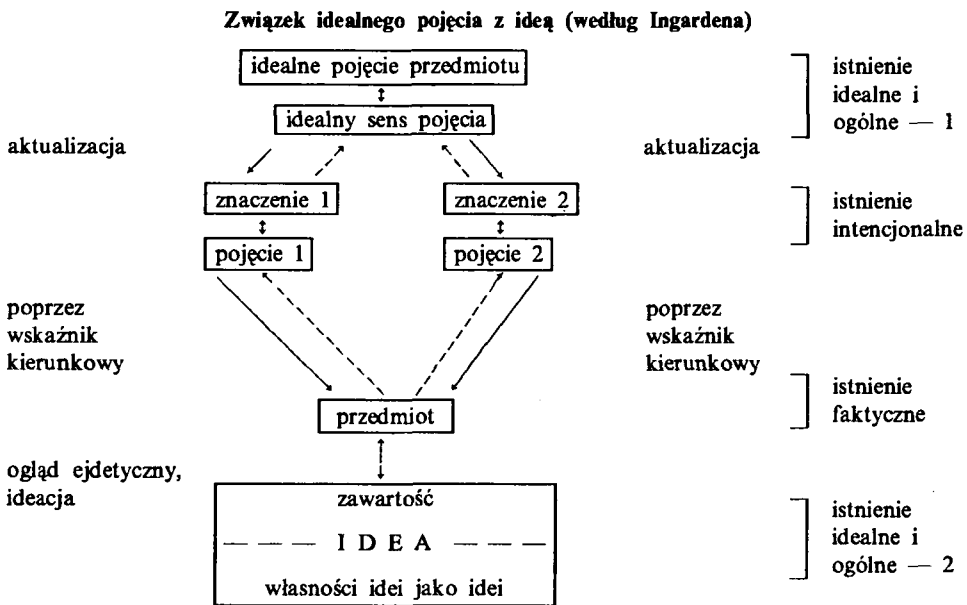 Związek idealnego pojęcia z ideą (według Ingardena)
idealne pojęcie przedmiotu
idealny sens pojęcia
istnienie
idealne i
ogólne — 1
aktualizacja
aktualizacja
znaczenie 1
znaczenie 2
istnienie
intencjonalne
pojęcie 1
pojęcie 2
poprzez
wskaźnik
kierunkowy
poprzez
wskaźnik
kierunkowy
przedmiot
istnienie
faktyczne
ogląd ejdetyczny,
ideacja
zawartość
I D E A
własności idei jako idei
istnienie
idealne i
ogólne — 2